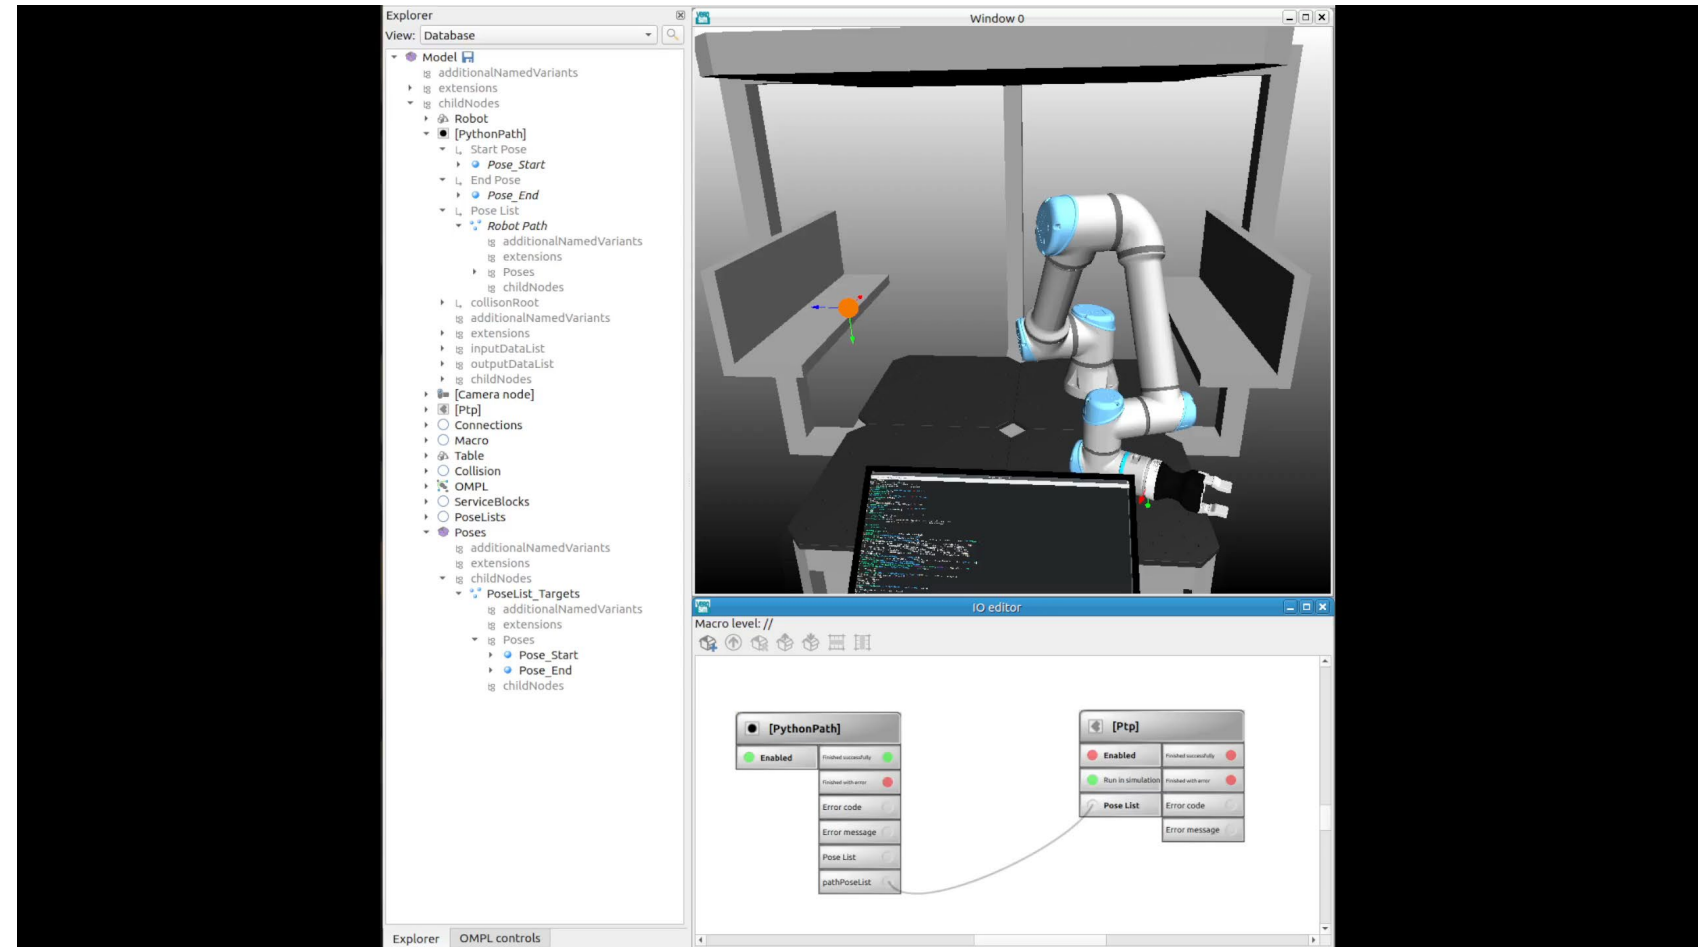 Explorer
View: Database
Model
additionalNamedVariants
extensions
childNodes
Robot
[PythonPath]
Start Pose
Pose_Start
End Pose
Pose_End
Pose List
Robot Path
additionalNamedVariants
extensions
Poses
childNodes
collisonRoot
additionalNamedVariants
extensions
inputDataList
outputDataList
childNodes
[Camera node]
[Ptp]
Connections
Macro
Table
Collision
OMPL
ServiceBlocks
PoseLists
Poses
additionalNamedVariants
extensions
childNodes
PoseList_Targets
additionalNamedVariants
extensions
Poses
Pose_Start
Pose_End
childNodes
Explorer
OMPL controls
Window 0
IO editor
Macro level: //
[PythonPath]
Enabled
Finished successfully
Finished with error
Error code
Error message
Pose List
pathPoseList
[Ptp]
Enabled
Finished successfully
Run in simulation
Finished with error
Pose List
Error code
Error message